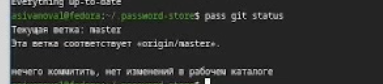 Everything up-to-date
asivanova1@fedora:~/.password-store$ pass git status
Текущая ветка: master
Эта ветка соответствует «origin/master».
нечего коммитить, нет изменений в рабочем каталоге